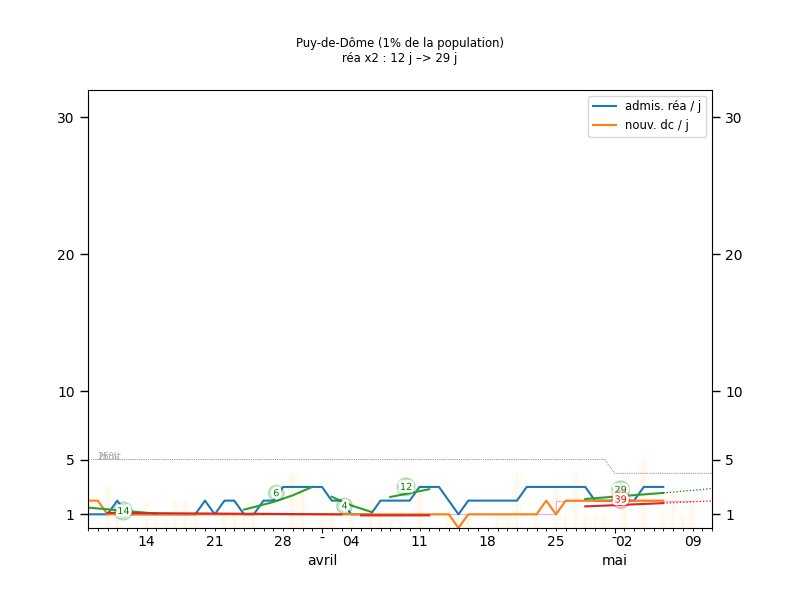 Puy-de-Dôme (1% de la population)
réa x2 : 12 j –> 29 j
admis. réa / j
nouv. dc / j
30 30
20 20
10 10
5 5
1 1
14 6 4 12 29
39
14 21 28 04 11 18 25 02 09
avril mai